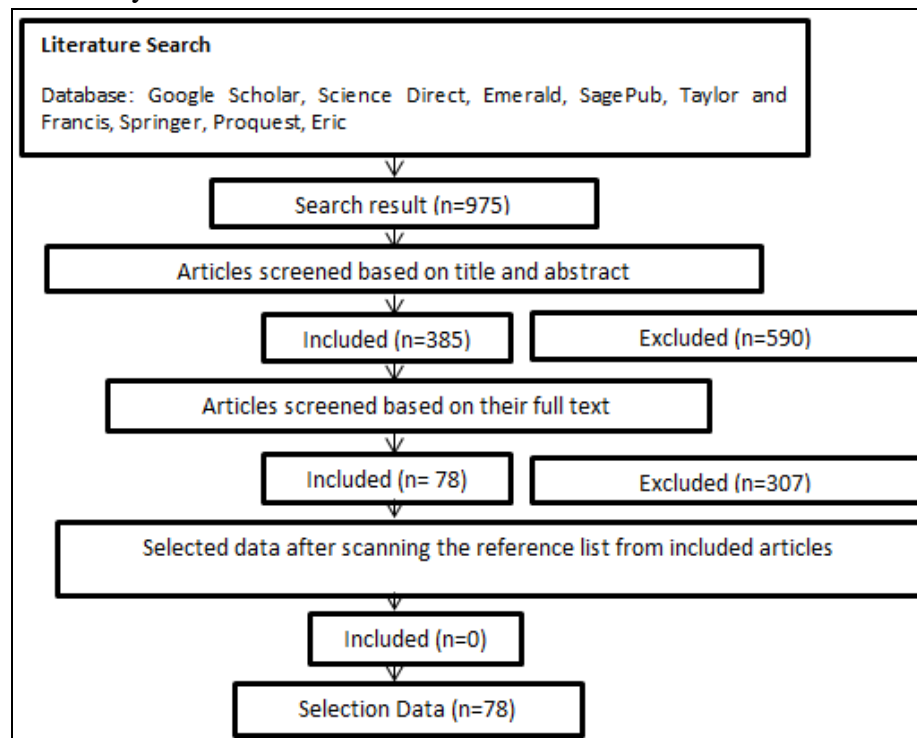 Literature Search
Database: Google Scholar, Science Direct, Emerald, SagePub, Taylor and
Francis, Springer, Proquest, Eric
Search result (n=975)
Articles screened based on title and abstract
Included (n=385)
Excluded (n=590)
Articles screened based on their full text
Included (n= 78)
Excluded (n=307)
Selected data after scanning the reference list from included articles
Included (n=0)
Selection Data (n=78)